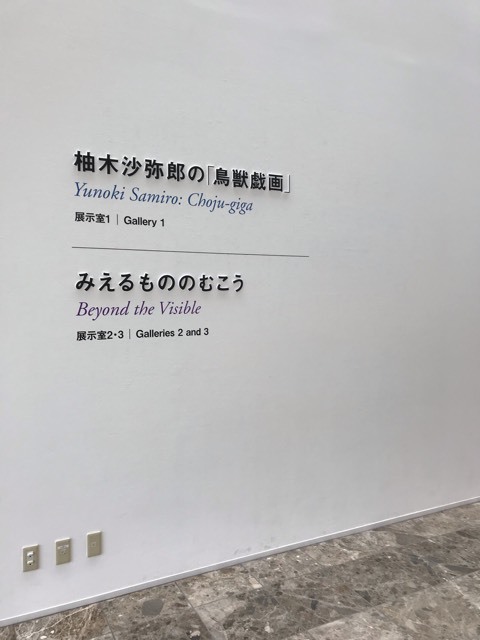 柚木沙弥郎の「鳥獣戯画」
Yunoki Samiro: Choju-giga
展示室1 | Gallery 1
みえるもののむこう
Beyond the Visible
展示室2・3 | Galleries 2 and 3